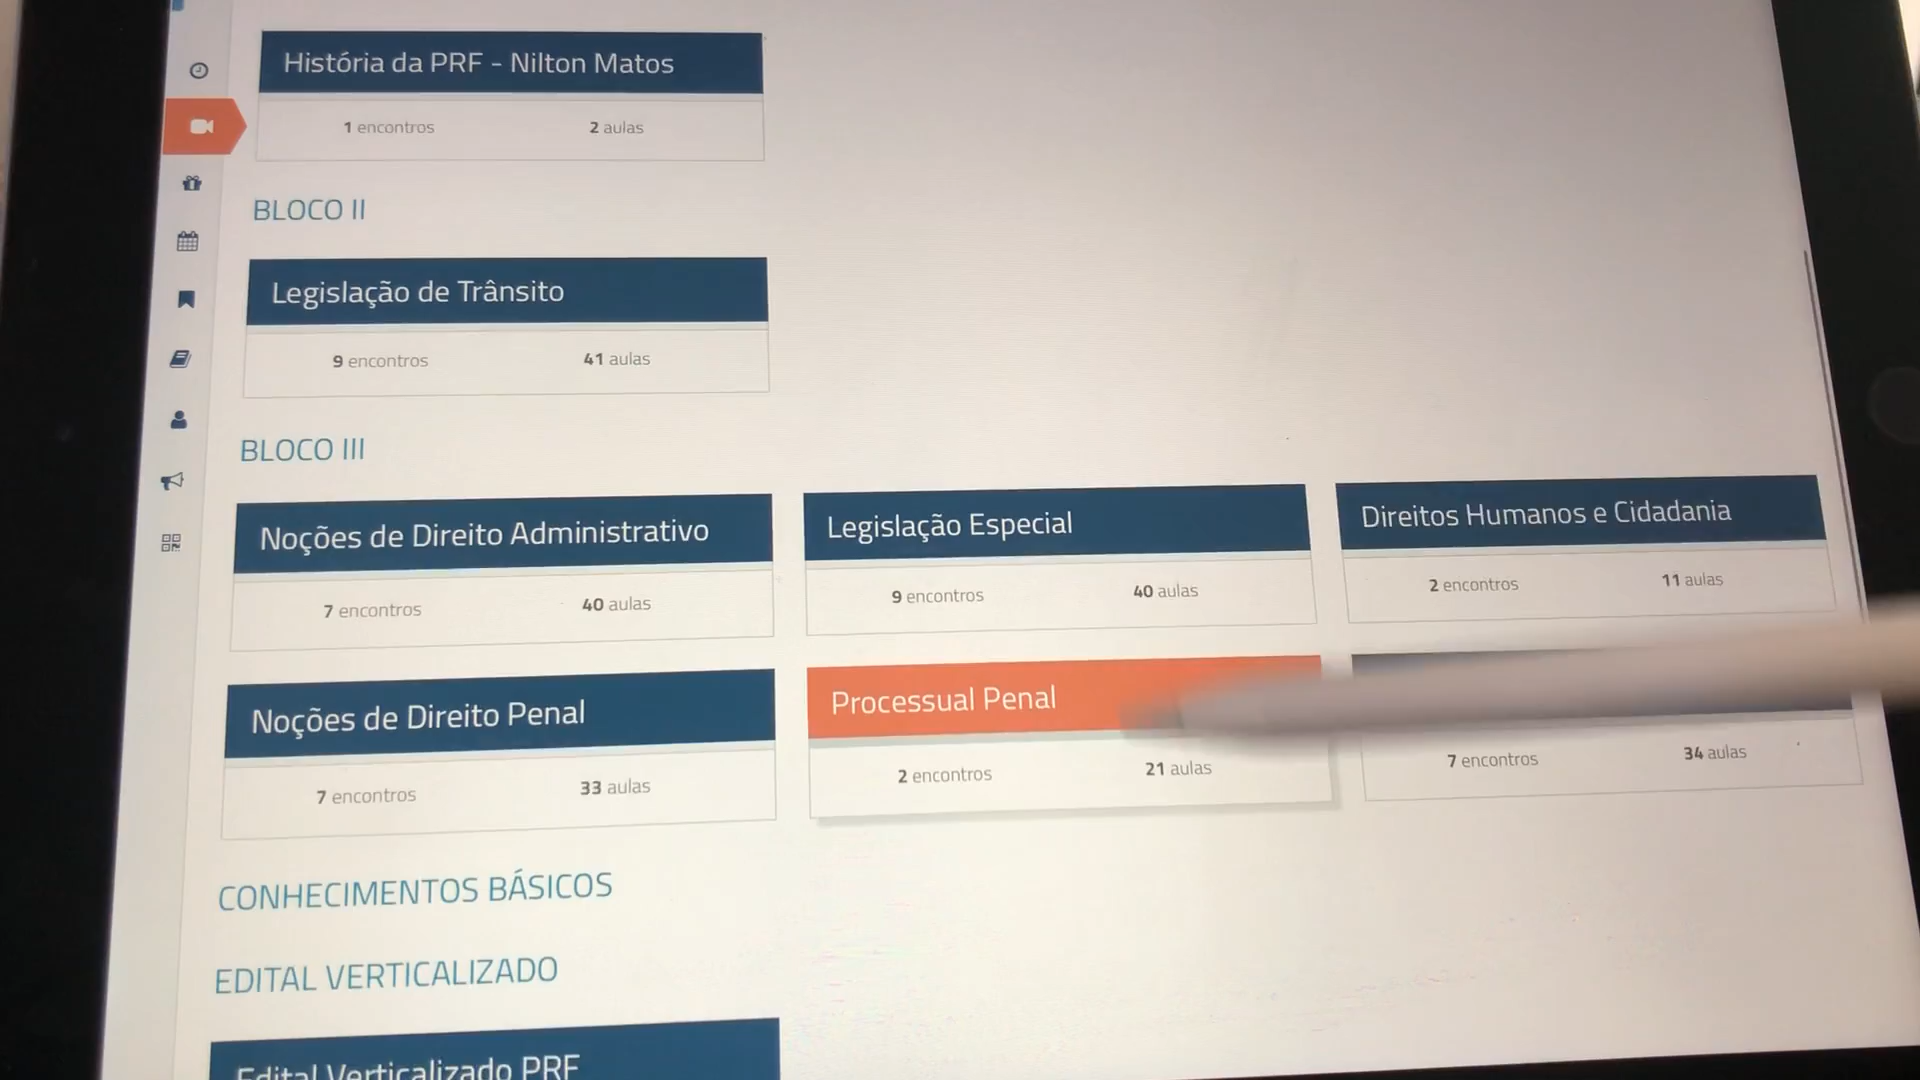 História da PRF - Nilton Matos
1 encontros 2 aulas
BLOCO II
Legislação de Trânsito
9 encontros 41 aulas
BLOCO III
Noções de Direito Administrativo
7 encontros 40 aulas
Legislação Especial
9 encontros 40 aulas
Direitos Humanos e Cidadania
2 encontros 11 aulas
Noções de Direito Penal
7 encontros 33 aulas
Processual Penal
2 encontros 21 aulas
7 encontros 34 aulas
CONHECIMENTOS BÁSICOS
EDITAL VERTICALIZADO
Edital Verticalizado PRF